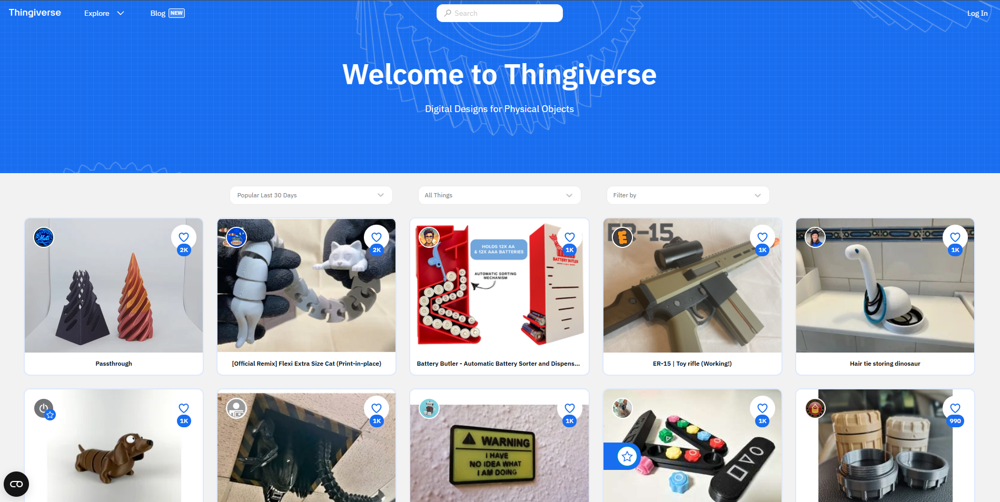 Thingiverse
Explore
Blog NEW
Search
Log In
Welcome to Thingiverse
Digital Designs for Physical Objects
Popular Last 30 Days
All Things
Filter by
Mets
2K
2K
HOLDS 12X AA
& 12X AAA BATTERIES
AUTOMATIC SORTING
MECHANISM
BATTERY BUTLER
1K
ER-15
E
1K
1K
Passthrough
[Official Remix] Flexi Extra Size Cat (Print-in-place)
Battery Butler - Automatic Battery Sorter and Dispens...
ER-15 | Toy rifle (Working!)
Hair tie storing dinosaur
1K
1K
1K
WARNING
I HAVE
NO IDEA WHAT
I AM DOING
1K
990